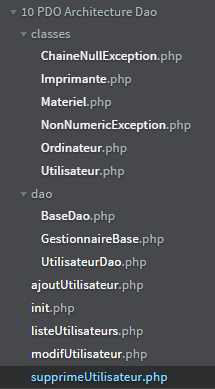 10 PDO Architecture Dao
classes
ChaineNullException.php
Imprimante.php
Materiel.php
NonNumericException.php
Ordinateur.php
Utilisateur.php
dao
BaseDao.php
GestionnaireBase.php
UtilisateurDao.php
ajoutUtilisateur.php
init.php
listeUtilisateurs.php
modifUtilisateur.php
supprimeUtilisateur.php